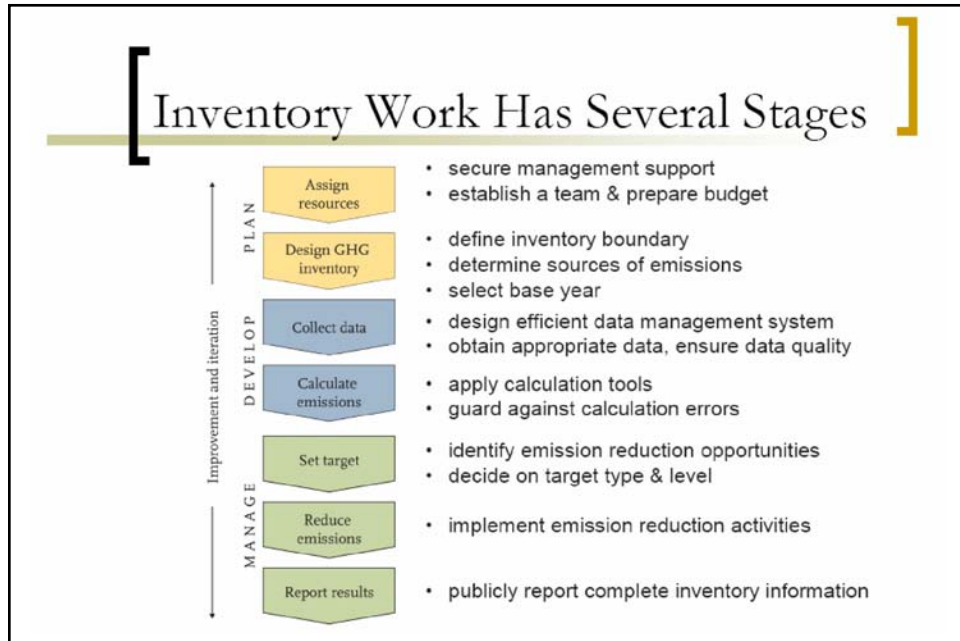 Inventory Work Has Several Stages
Improvement and iteration
PLAN
Assign
resources
• secure management support
• establish a team & prepare budget
Design GHG
inventory
• define inventory boundary
• determine sources of emissions
• select base year
DEVELOP
Collect data
• design efficient data management system
• obtain appropriate data, ensure data quality
Calculate
emissions
• apply calculation tools
• guard against calculation errors
MANAGE
Set target
• identify emission reduction opportunities
• decide on target type & level
Reduce
emissions
• implement emission reduction activities
Report results
• publicly report complete inventory information